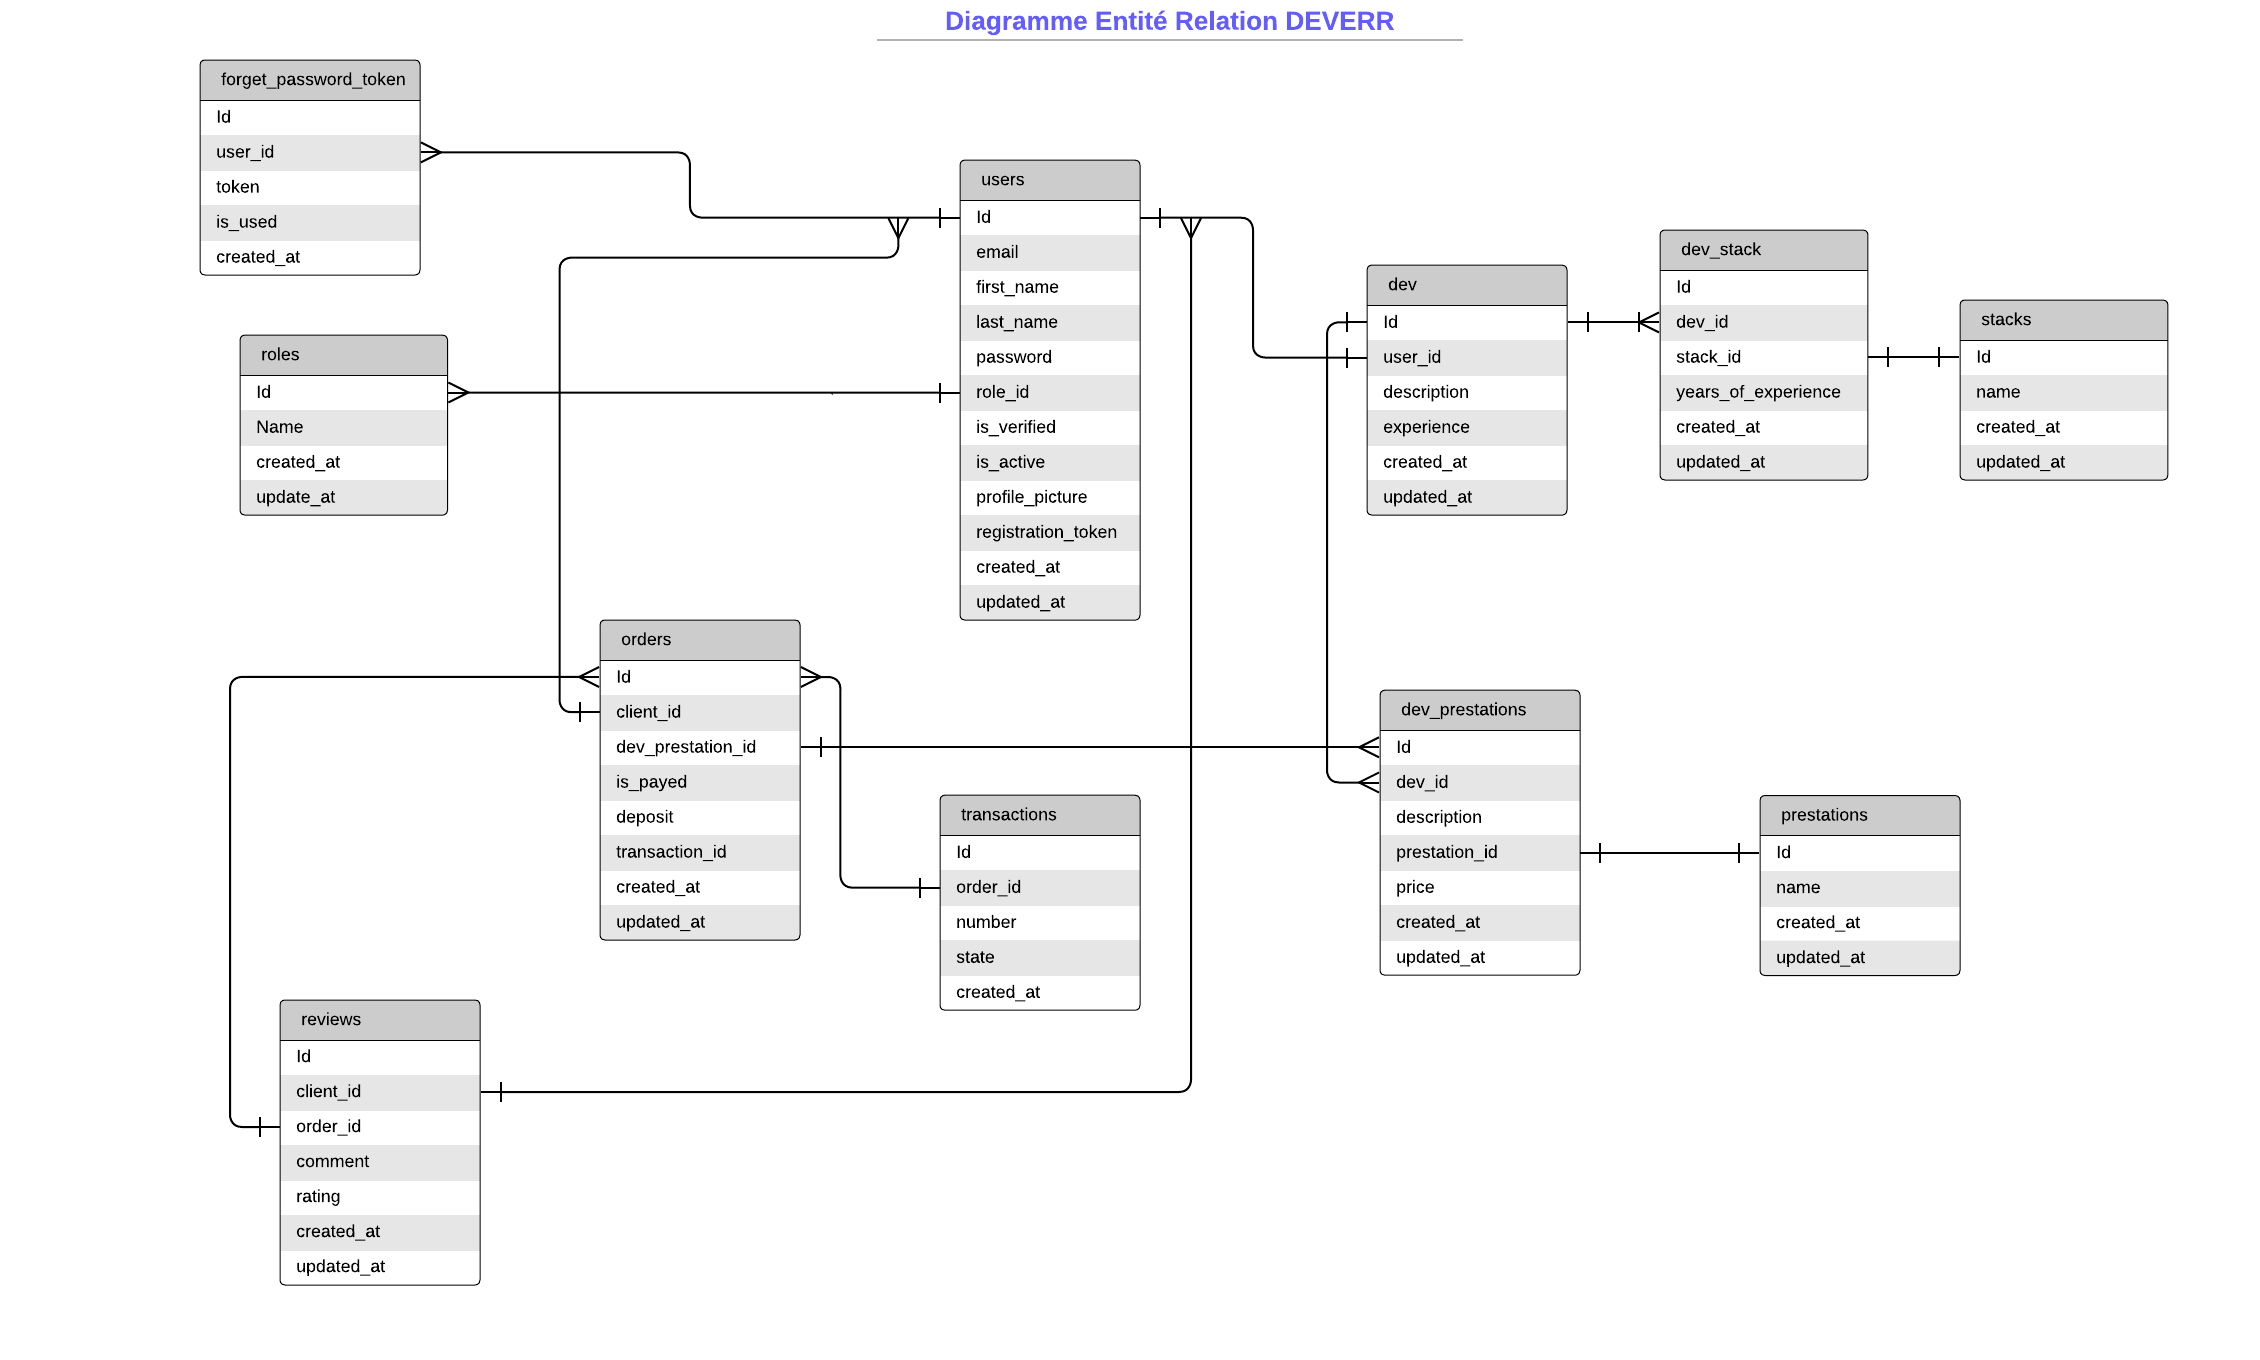 Diagramme Entité Relation DEVERR
forget_password_token
Id
user_id
token
is_used
created_at
roles
Id
Name
created_at
update_at
users
Id
email
first_name
last_name
password
role_id
is_verified
is_active
profile_picture
registration_token
created_at
updated_at
dev
Id
user_id
description
experience
created_at
updated_at
dev_stack
Id
dev_id
stack_id
years_of_experience
created_at
updated_at
stacks
Id
name
created_at
updated_at
orders
Id
client_id
dev_prestation_id
is_payed
deposit
transaction_id
created_at
updated_at
transactions
Id
order_id
number
state
created_at
dev_prestations
Id
dev_id
description
prestation_id
price
created_at
updated_at
prestations
Id
name
created_at
updated_at
reviews
Id
client_id
order_id
comment
rating
created_at
updated_at